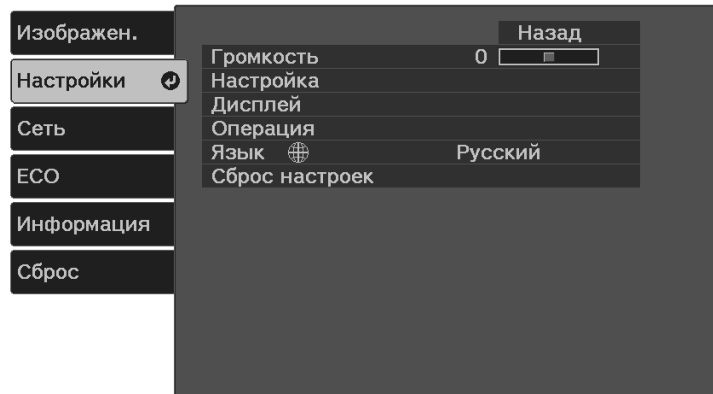 Изображен.
Настройки
Сеть
ECO
Информация
Сброс
Назад
Громкость 0
Настройка
Дисплей
Операция
Язык Русский
Сброс настроек